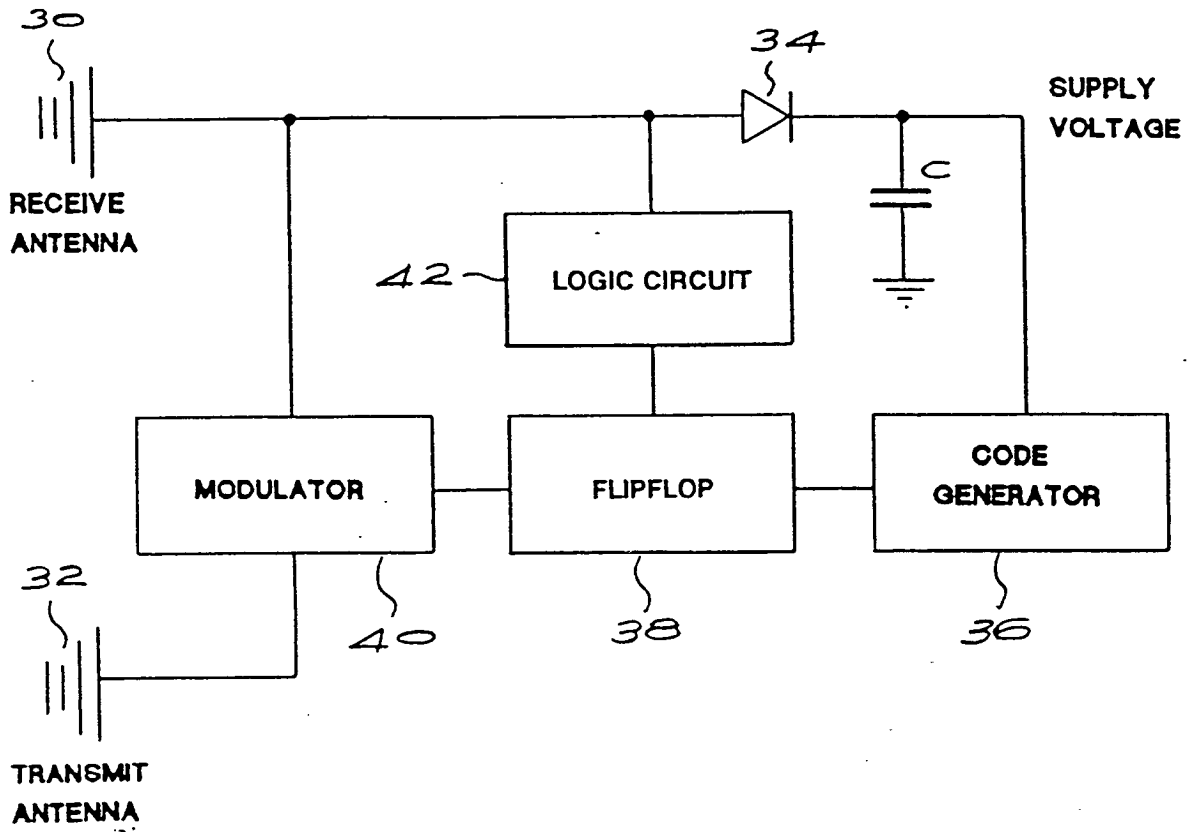 30
34
SUPPLY
VOLTAGE
C
RECEIVE
ANTENNA
42
LOGIC CIRCUIT
MODULATOR
FLIPFLOP
CODE
GENERATOR
32
40
38
36
TRANSMIT
ANTENNA